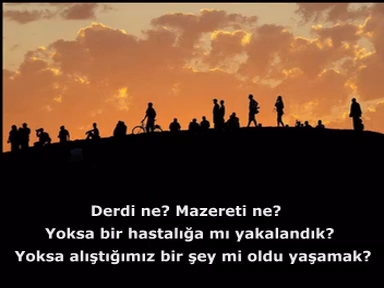 Derdi ne? Mazereti ne?
Yoksa bir hastalığa mı yakalandık?
Yoksa alıştığımız bir şey mi oldu yaşamak?